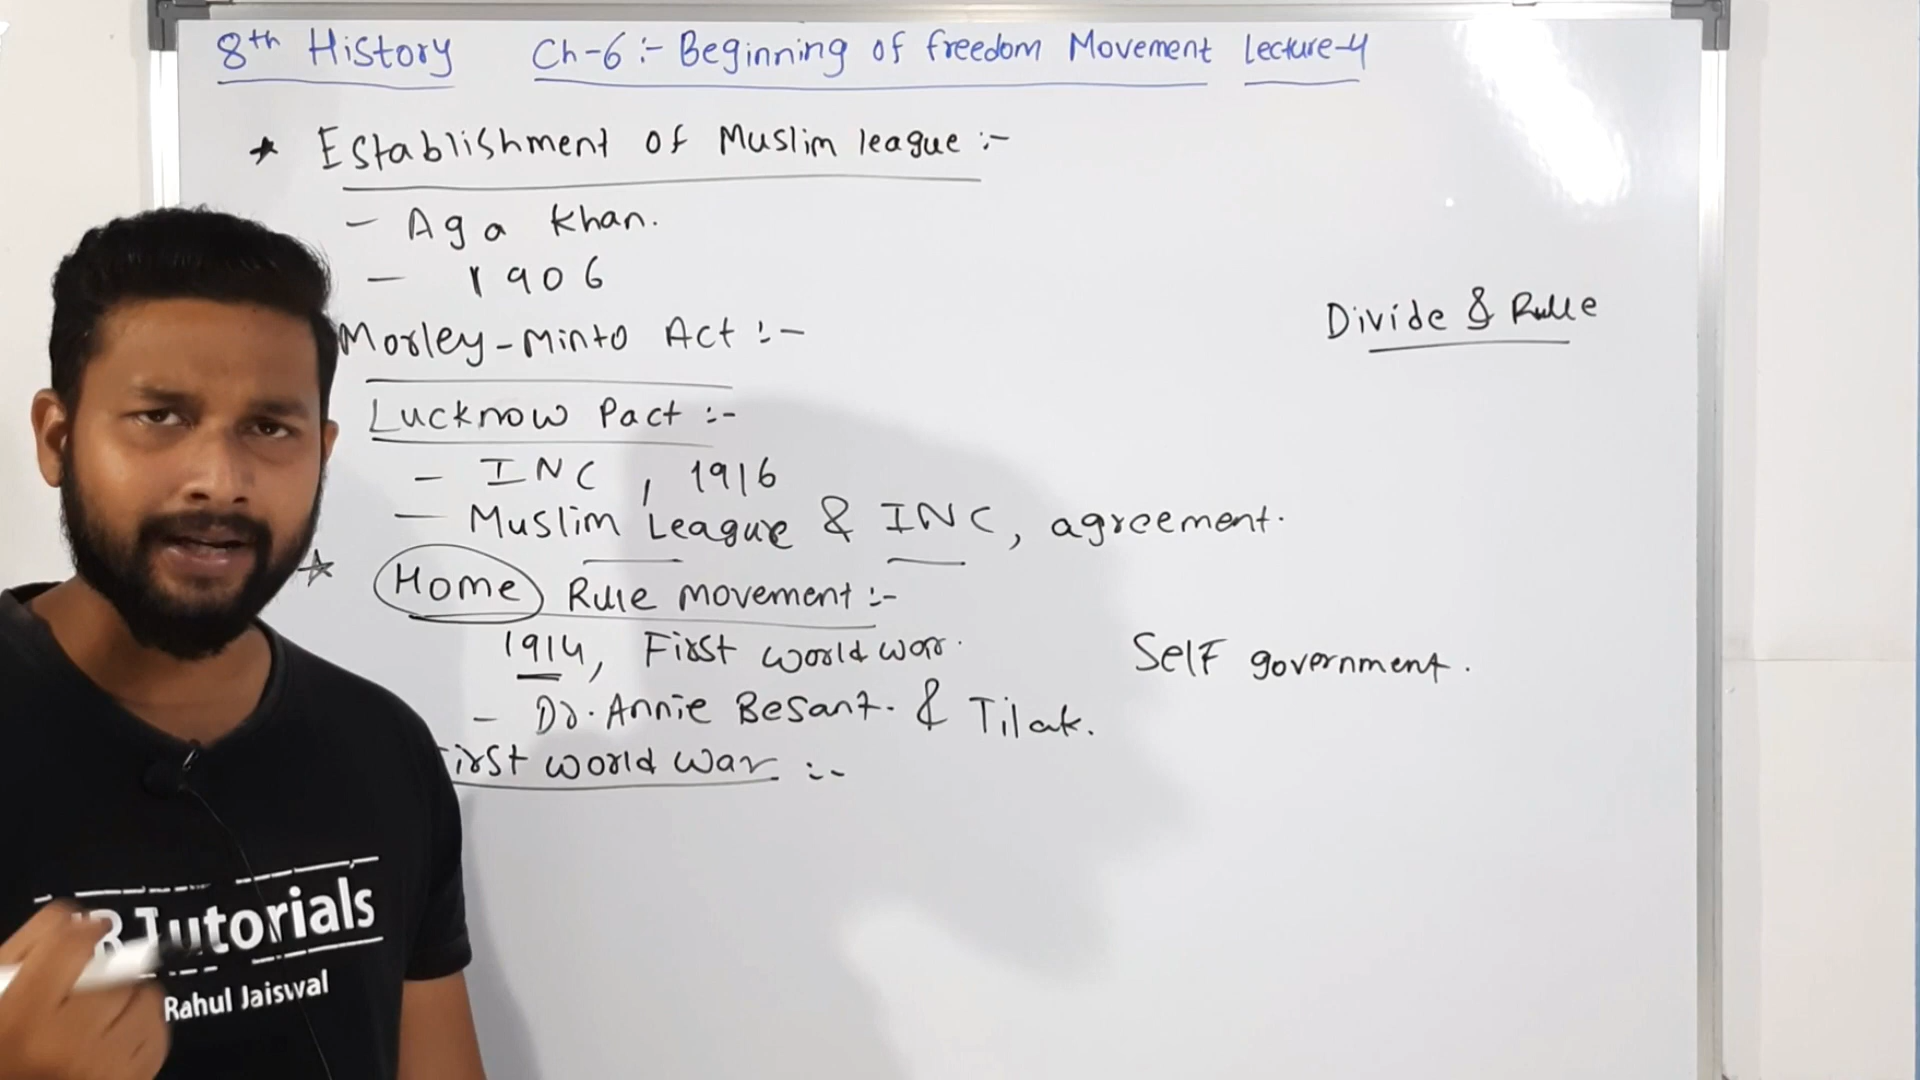 8th History Ch-6 :- Beginning of freedom Movement Lecture-4
* Establishment of Muslim league :-
- Aga Khan.
- 1906
Morley-Minto Act :-
Divide & Rule
Lucknow Pact :-
- INC, 1916
- Muslim League & INC, agreement.
* Home Rule movement :-
1914, First world war.
Self government.
- Dr. Annie Besant. & Tilak.
irst world war :-
Tutorials
Rahul Jaiswal